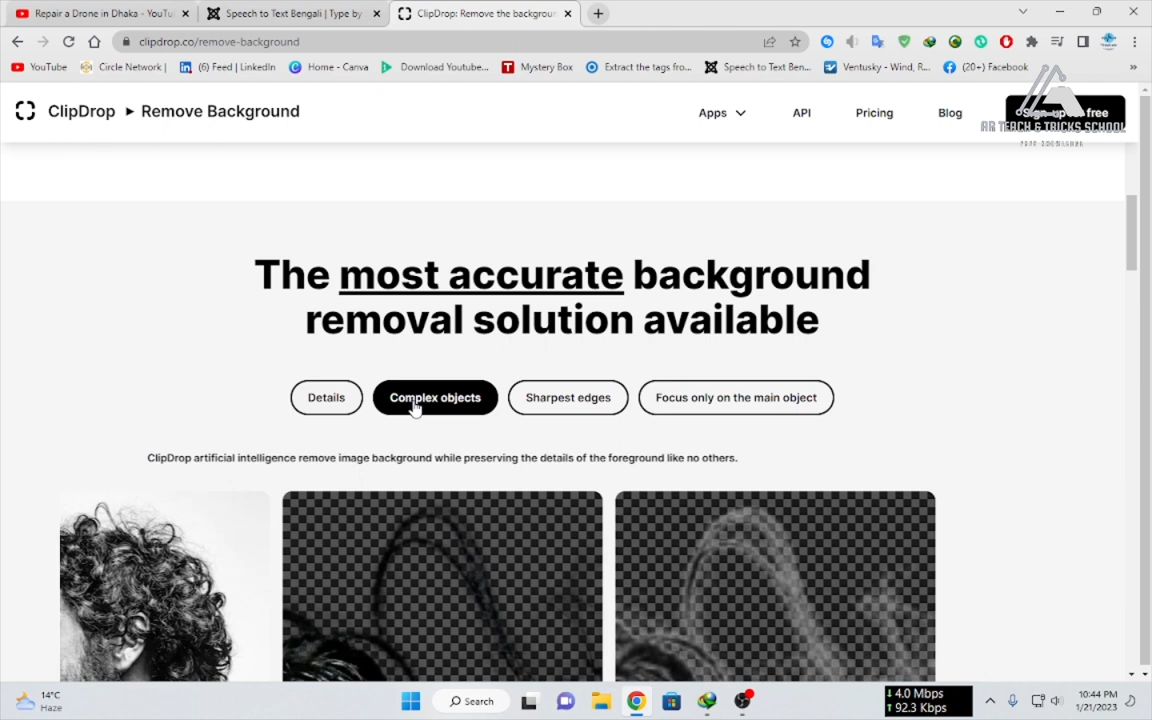 Repair a Drone in Dhaka - YouTu
Speech to Text Bengali | Type by
ClipDrop: Remove the backgroun
clipdrop.co/remove-background
YouTube
Circle Network |
(6) Feed | LinkedIn
Home - Canva
Download Youtube...
Mystery Box
Extract the tags fro...
Speech to Text Ben...
Ventusky - Wind, R...
(20+) Facebook
ClipDrop ▸ Remove Background
Apps
API
Pricing
Blog
Sign-up for free
AR TEACH & TRICKS SCHOOL
The most accurate background
removal solution available
Details
Complex objects
Sharpest edges
Focus only on the main object
ClipDrop artificial intelligence remove image background while preserving the details of the foreground like no others.
14°C
Haze
Search
4.0 Mbps
92.3 Kbps
10:44 PM
1/21/2023